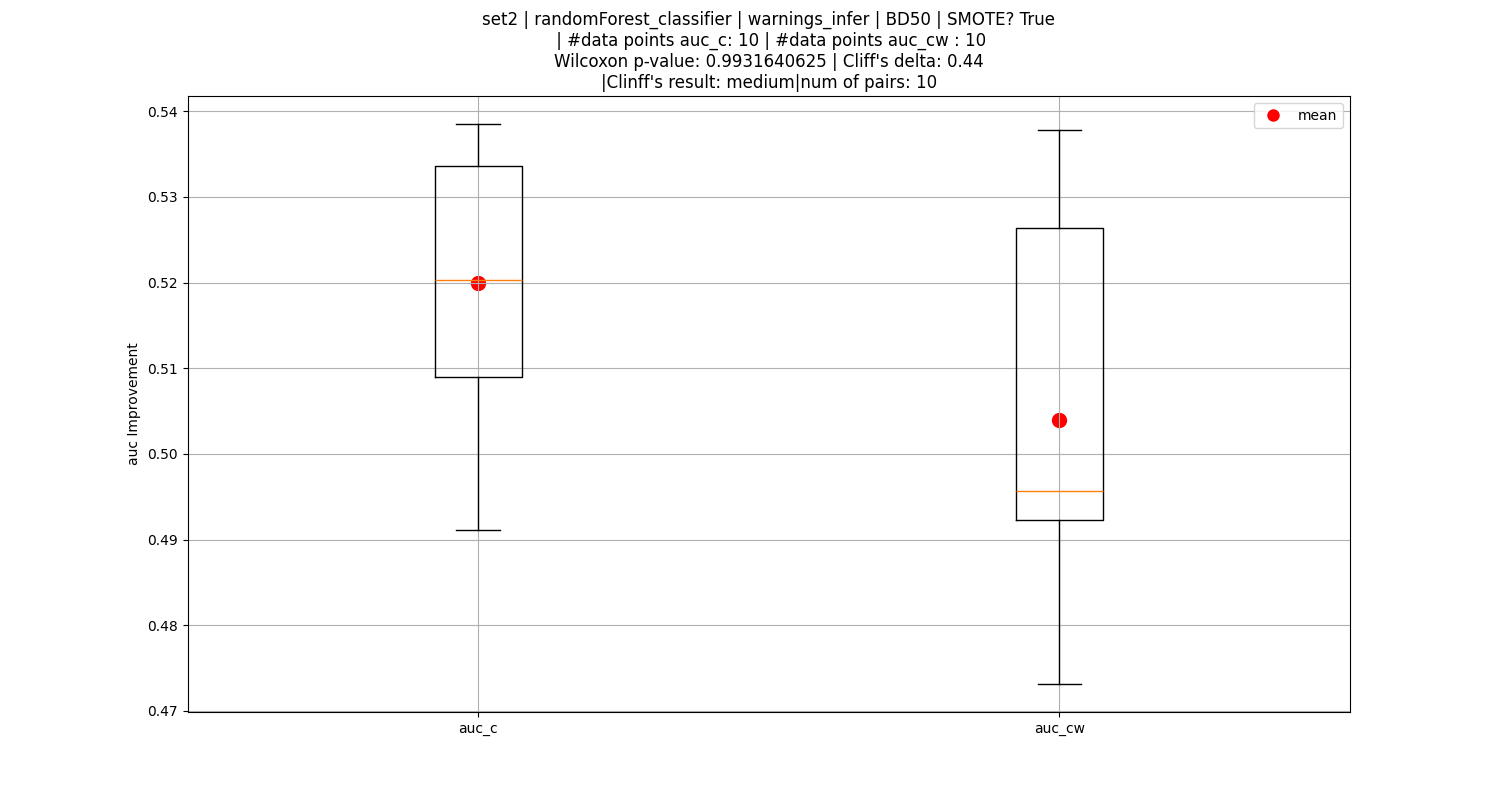 set2 | randomForest_classifier | warnings_infer | BD50 | SMOTE? True
| #data points auc_c: 10 | #data points auc_cw : 10
Wilcoxon p-value: 0.9931640625 | Cliff's delta: 0.44
|Clinff's result: medium|num of pairs: 10
mean
0.54
0.53
0.52
0.51
0.50
0.49
0.48
0.47
auc Improvement
auc_c
auc_cw